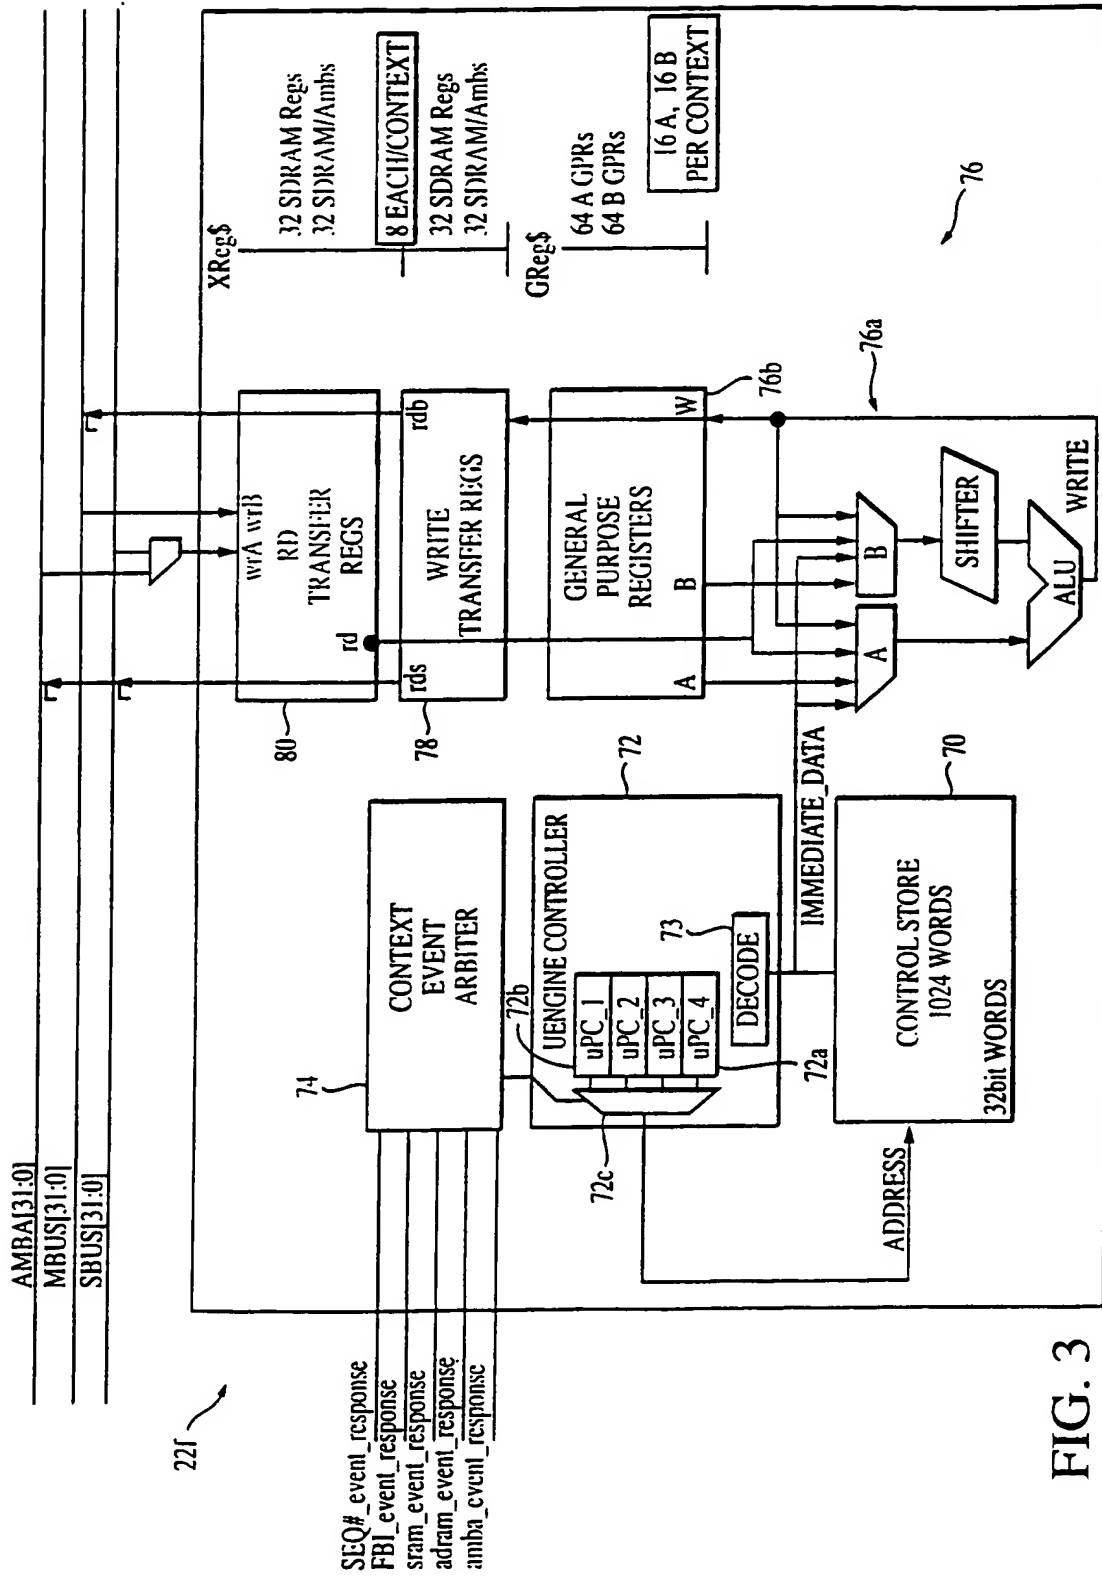 AMBA[31:0]
MBUS[31:0]
SBUS[31:0]
22f
SEQ#_event_response
FBI_event_response
sram_event_response
adram_event_response
amba_event_response
74
CONTEXT
EVENT
ARBITER
72b
72
UENGINE CONTROLLER
uPC_1
uPC_2
uPC_3
uPC_4
72a
72c
73
DECODE
ADDRESS
IMMEDIATE_DATA
70
CONTROL STORE
1024 WORDS
32bit WORDS
80
wrA wrB
RD
TRANSFER
REGS
rd
78
rds
rdb
WRITE
TRANSFER REGS
GENERAL
PURPOSE
REGISTERS
A
B
W
76b
76a
A
B
SHIFTER
ALU
WRITE
XReg$
32 SDRAM Regs
32 SDRAM/Ambs
8 EACH/CONTEXT
32 SDRAM Regs
32 SDRAM/Ambs
GReg$
64 A GPRs
64 B GPRs
16 A, 16 B
PER CONTEXT
76
FIG. 3